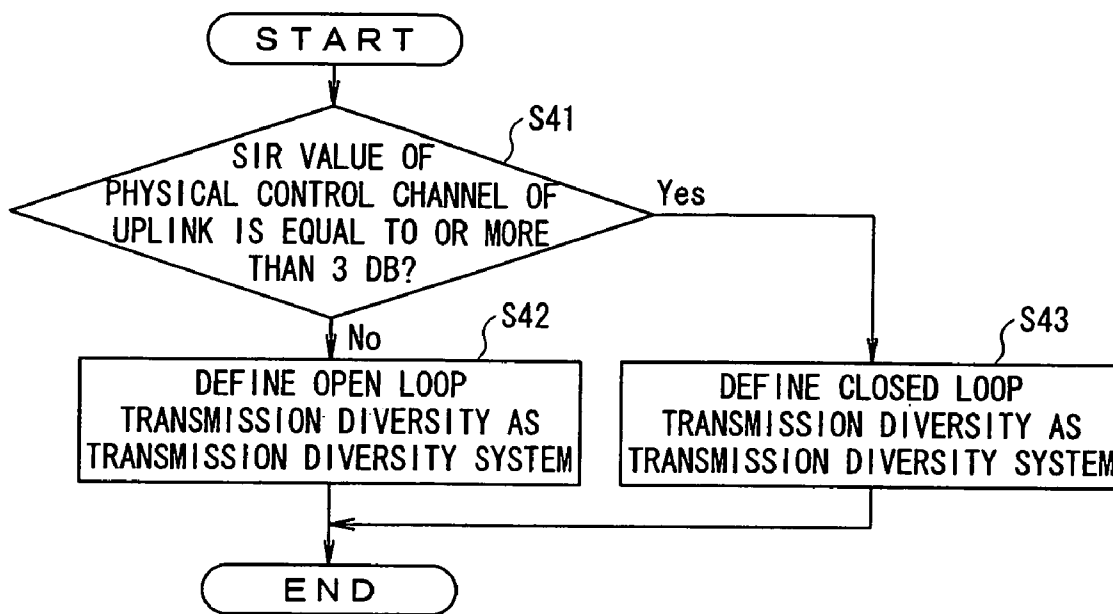 START
S41
SIR VALUE OF
PHYSICAL CONTROL CHANNEL OF
UPLINK IS EQUAL TO OR MORE
THAN 3 DB?
Yes
No
S42
DEFINE OPEN LOOP
TRANSMISSION DIVERSITY AS
TRANSMISSION DIVERSITY SYSTEM
S43
DEFINE CLOSED LOOP
TRANSMISSION DIVERSITY AS
TRANSMISSION DIVERSITY SYSTEM
END